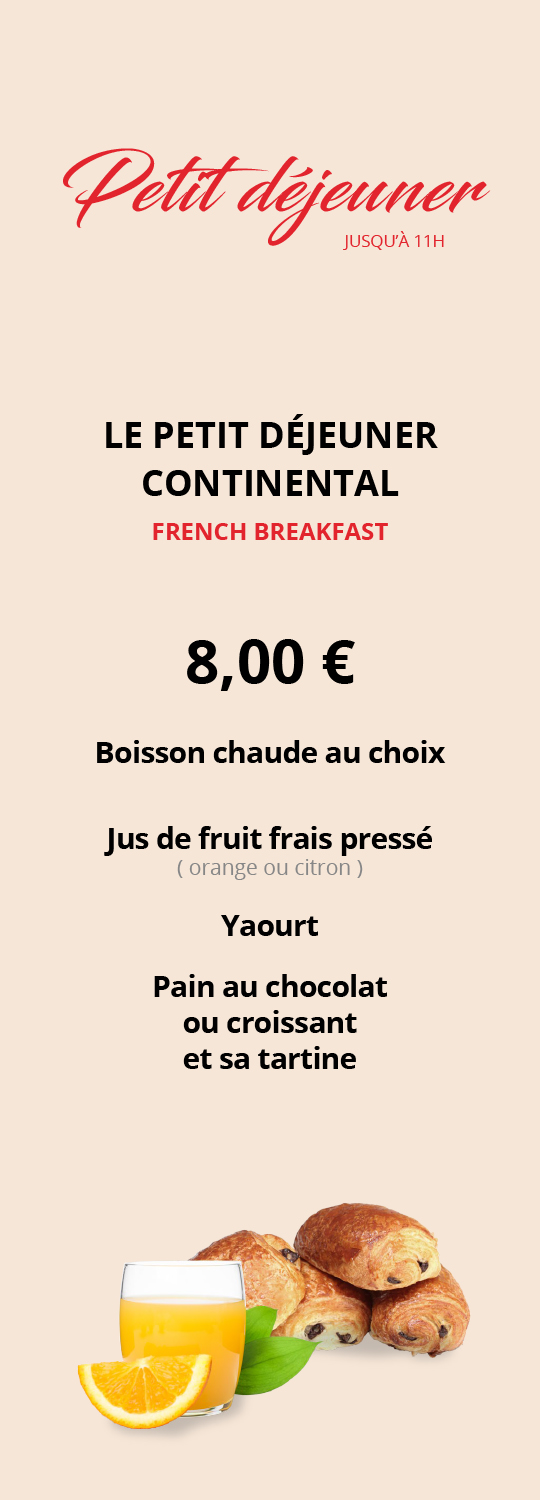 Petit déjeuner
JUSQU'À 11H
LE PETIT DÉJEUNER
CONTINENTAL
FRENCH BREAKFAST
8,00 €
Boisson chaude au choix
Jus de fruit frais pressé
( orange ou citron )
Yaourt
Pain au chocolat
ou croissant
et sa tartine